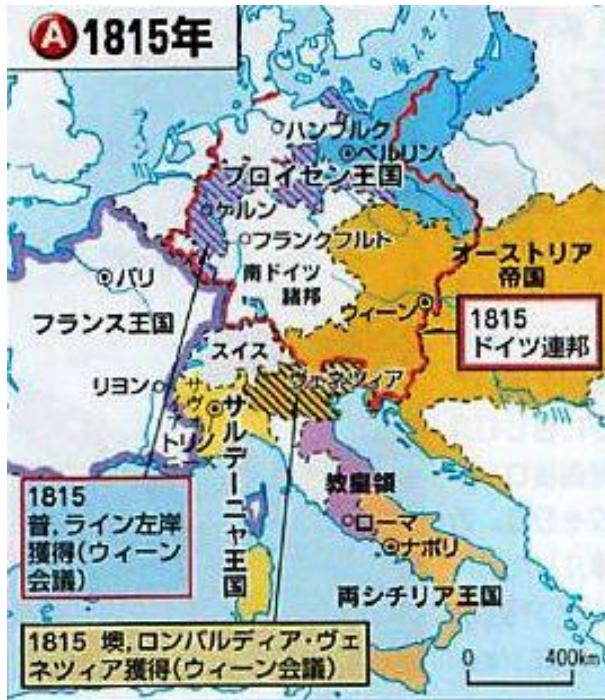 A 1815年
ハンブルク
ベルリン
プロイセン王国
ケルン
フランクフルト
オーストリア
帝国
パリ
南ドイツ
諸邦
ウィーン
1815
ドイツ連邦
フランス王国
スイス
リヨン
サヴォイア
ヴェネツィア
トリノ
サルデーニャ王国
教皇領
ローマ
ナポリ
両シチリア王国
1815
普,ライン左岸
獲得(ウィーン
会議)
1815 墺,ロンバルディア・ヴェ
ネツィア獲得(ウィーン会議)
0 400km